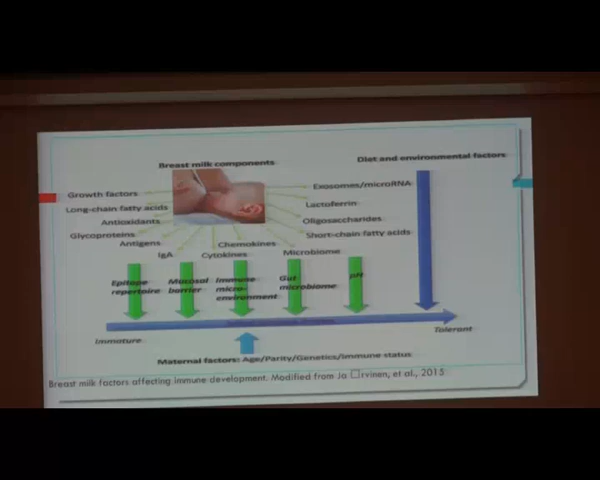 Breast milk components
Diet and environmental factors
Growth factors
Long-chain fatty acids
Antioxidants
Glycoproteins
Antigens
IgA
Cytokines
Chemokines
Microbiome
Exosomes/microRNA
Lactoferrin
Oligosaccharides
Short-chain fatty acids
Epitope
repertoire
Mucosal
barrier
Immune
micro-
environment
Gut
microbiome
pH
Immature
Tolerant
Maternal factors: Age/Parity/Genetics/immune status
Breast milk factors affecting immune development. Modified from Ja □rvinen, et al., 2015